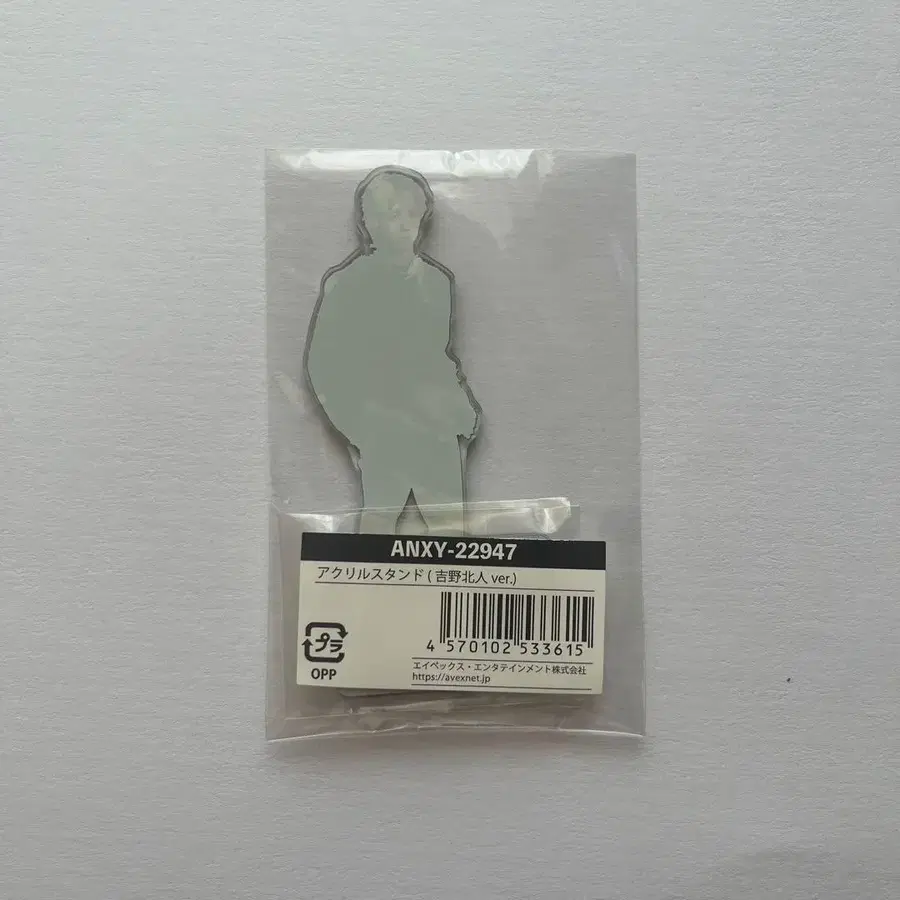 ANXY-22947
アクリルスタンド ( 吉野北人 ver.)
4 570102 533615
プラ
OPP
エイベックス・エンタテインメント株式会社
https://avexnet.jp